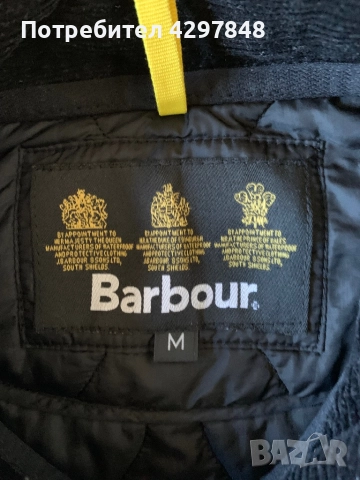 Потребител 4297848
BY APPOINTMENT TO
HER MAJESTY THE QUEEN
MANUFACTURERS OF WATERPROOF
AND PROTECTIVE CLOTHING
J.BARBOUR & SONS LTD
SOUTH SHIELDS
BY APPOINTMENT TO
H.R.H. THE DUKE OF EDINBURGH
MANUFACTURERS OF WATERPROOF
AND PROTECTIVE CLOTHING
J.BARBOUR & SONS LTD
SOUTH SHIELDS
BY APPOINTMENT TO
H.R.H. THE PRINCE OF WALES
MANUFACTURERS OF WATERPROOF
AND PROTECTIVE CLOTHING
J.BARBOUR & SONS LTD
SOUTH SHIELDS
Barbour®
M
BAZAR